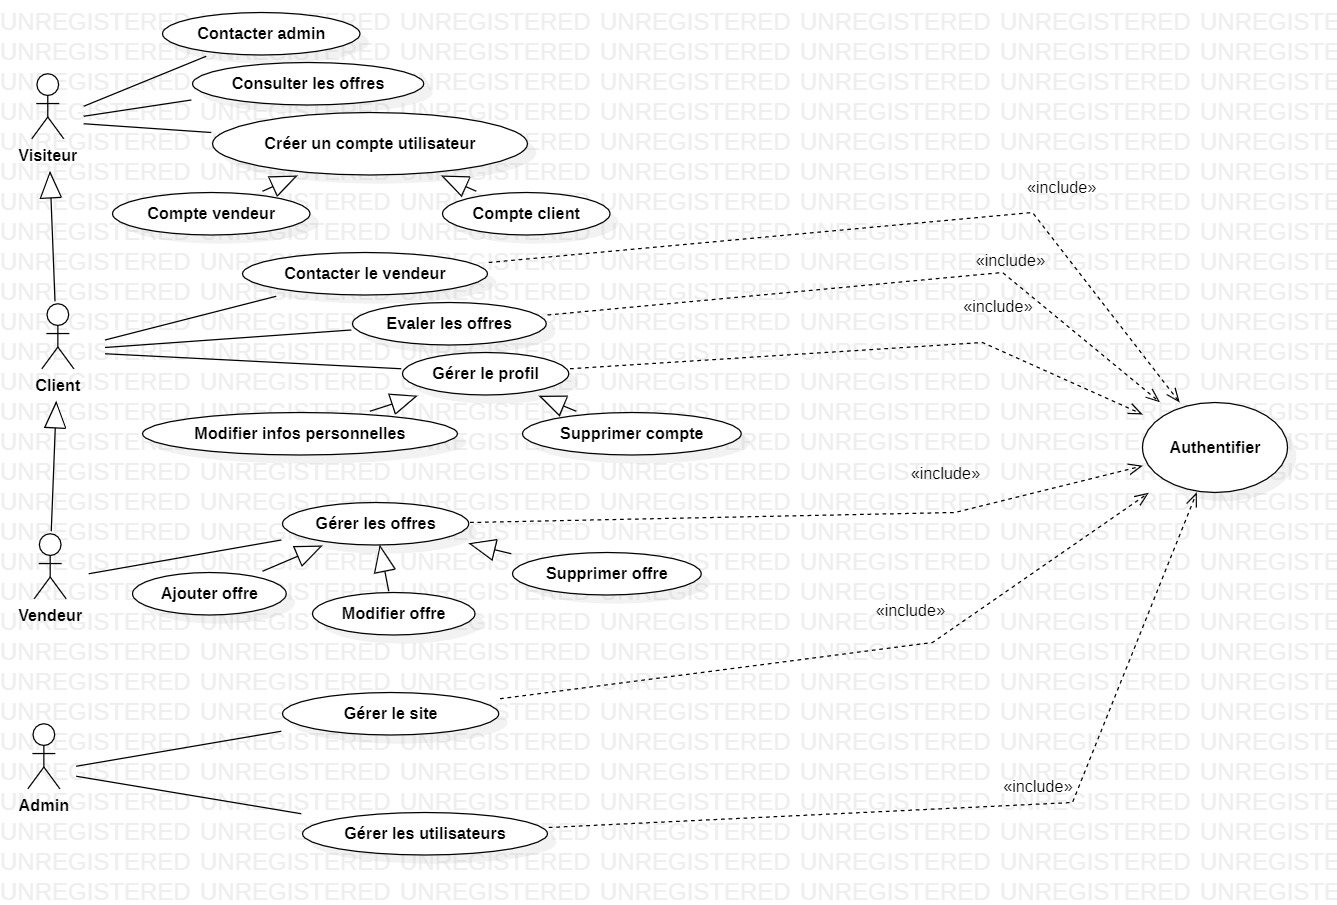 Contacter admin
Consulter les offres
Créer un compte utilisateur
Visiteur
Compte vendeur
Compte client
«include»
Contacter le vendeur
«include»
Evaler les offres
«include»
Gérer le profil
Client
Modifier infos personnelles
Supprimer compte
Authentifier
«include»
Gérer les offres
Supprimer offre
Ajouter offre
Modifier offre
Vendeur
«include»
Gérer le site
Admin
«include»
Gérer les utilisateurs
UNREGISTERED